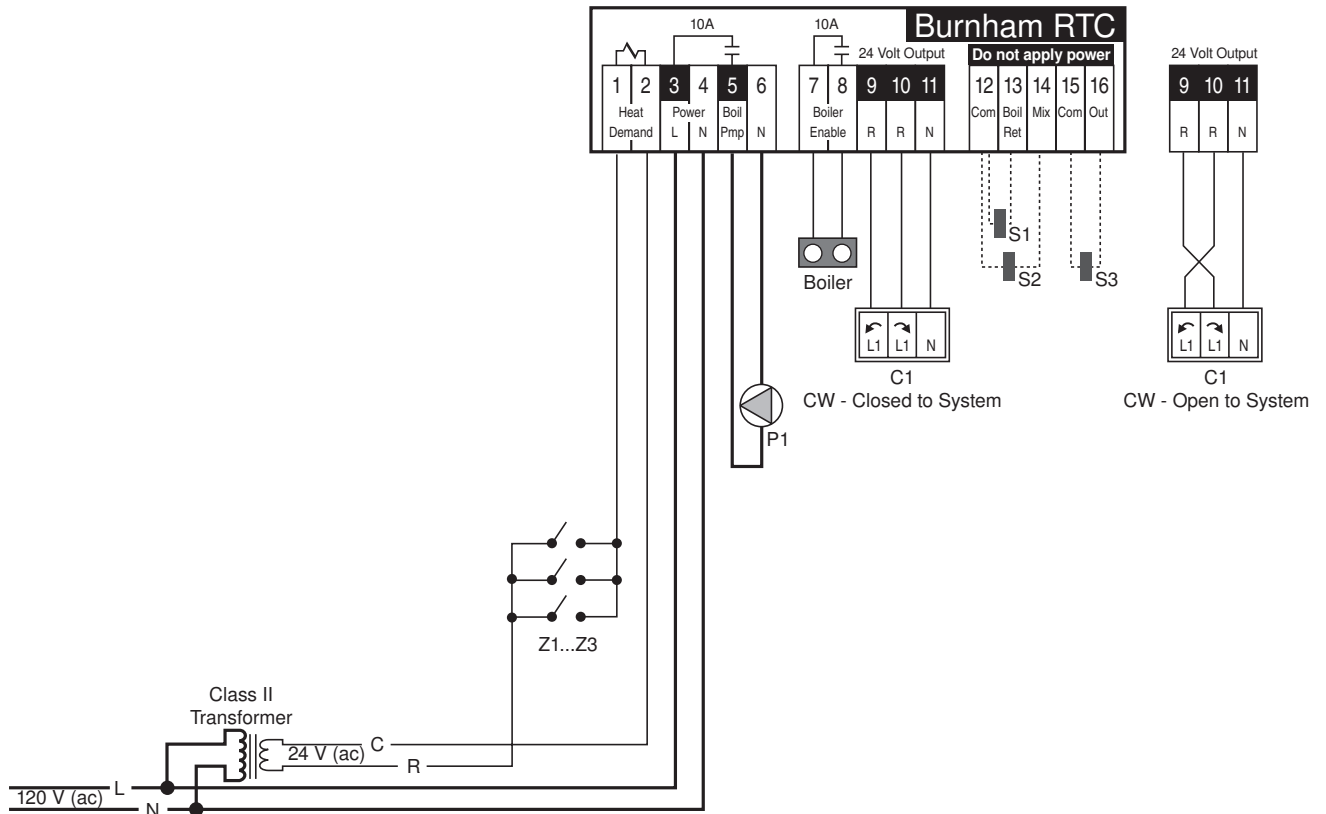 Burnham RTC
10A
10A
24 Volt Output
Do not apply power
24 Volt Output
1 2 3 4 5 6 7 8 9 10 11 12 13 14 15 16
9 10 11
Heat Demand
Power
L N
Boil Pmp
N
Boiler Enable
R R N
Com
Boil Ret
Mix
Com
Out
R R N
S1
S2
S3
Boiler
L1 L1 N
L1 L1 N
C1
CW - Closed to System
C1
CW - Open to System
P1
Z1...Z3
Class II
Transformer
24 V (ac)
C
R
120 V (ac)
L
N